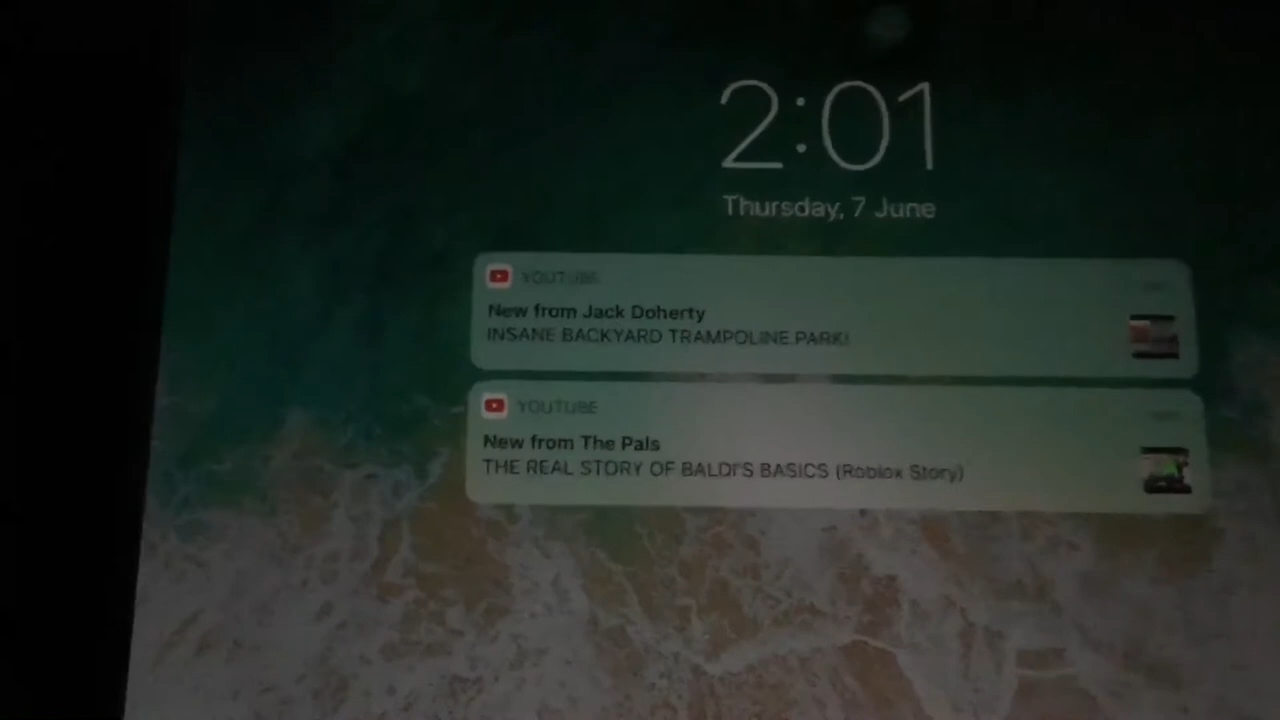 2:01
Thursday, 7 June
YOUTUBE
New from Jack Doherty
INSANE BACKYARD TRAMPOLINE PARK!
YOUTUBE
New from The Pals
THE REAL STORY OF BALDI'S BASICS (Roblox Story)